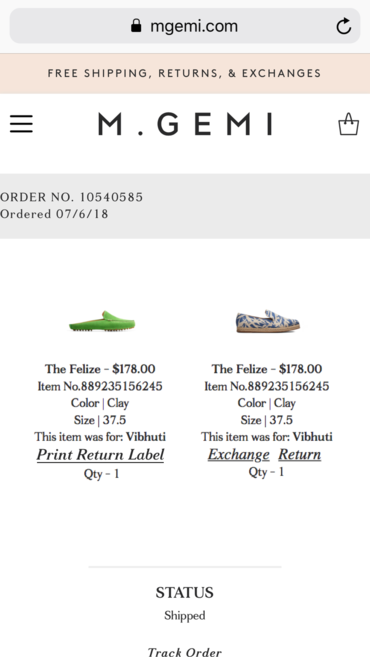 mgemi.com
FREE SHIPPING, RETURNS, & EXCHANGES
M.GEMI
ORDER NO. 10540585
Ordered 07/6/18
The Felize - $178.00
Item No.889235156245
Color | Clay
Size | 37.5
This item was for: Vibhuti
Print Return Label
Qty - 1
The Felize - $178.00
Item No.889235156245
Color | Clay
Size | 37.5
This item was for: Vibhuti
Exchange Return
Qty - 1
STATUS
Shipped
Track Order